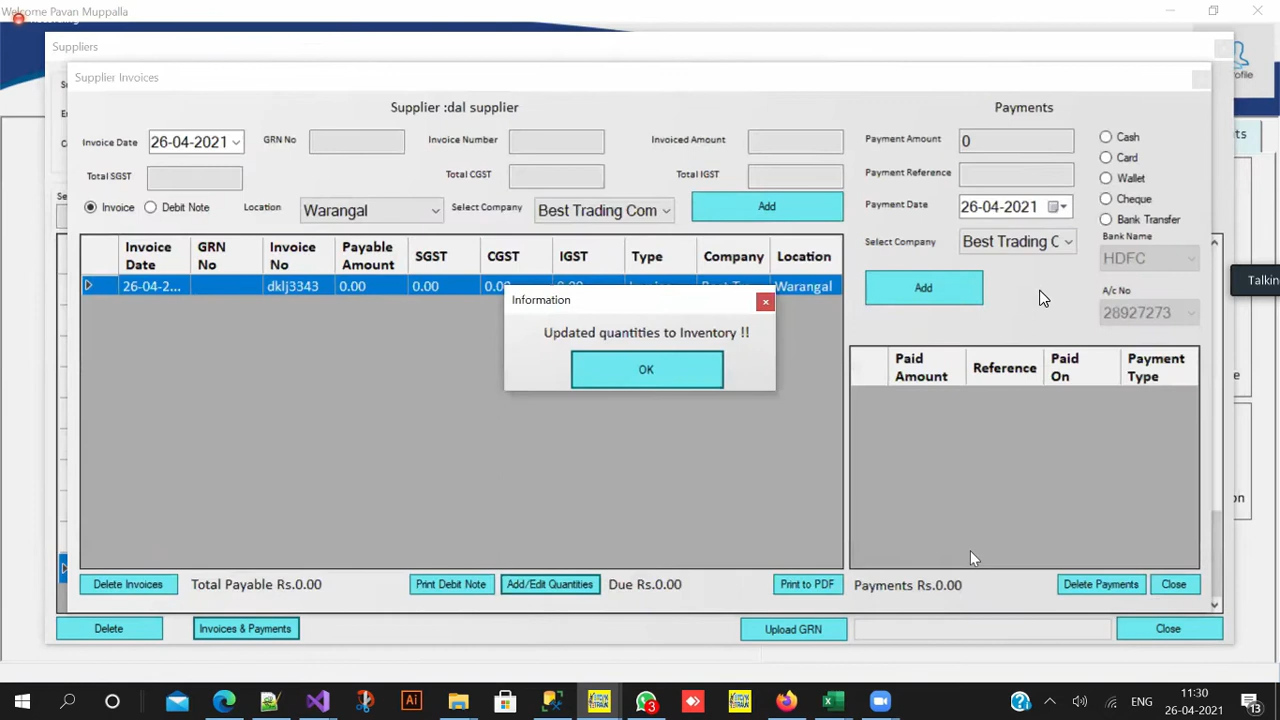 Welcome Pavan Muppalla
Suppliers
Supplier Invoices
Supplier :dal supplier
Payments
Invoice Date 26-04-2021 GRN No Invoice Number Invoiced Amount
Total SGST Total CGST Total IGST
Invoice Debit Note Location Warangal Select Company Best Trading Com Add
Payment Amount 0 Cash
Card
Payment Reference Wallet
Cheque
Payment Date 26-04-2021 Bank Transfer
Select Company Best Trading C Bank Name
HDFC
Add A/c No
28927273
Invoice Date GRN No Invoice No Payable Amount SGST CGST IGST Type Company Location
26-04-2... dklj3343 0.00 0.00 Warangal
Information
Updated quantities to Inventory !!
OK
Talkin
Paid Amount Reference Paid On Payment Type
Delete Invoices Total Payable Rs.0.00 Print Debit Note Add/Edit Quantities Due Rs.0.00 Print to PDF Payments Rs.0.00 Delete Payments Close
Delete Invoices & Payments Upload GRN Close
Ai 3 ENG 11:30
26-04-2021 13